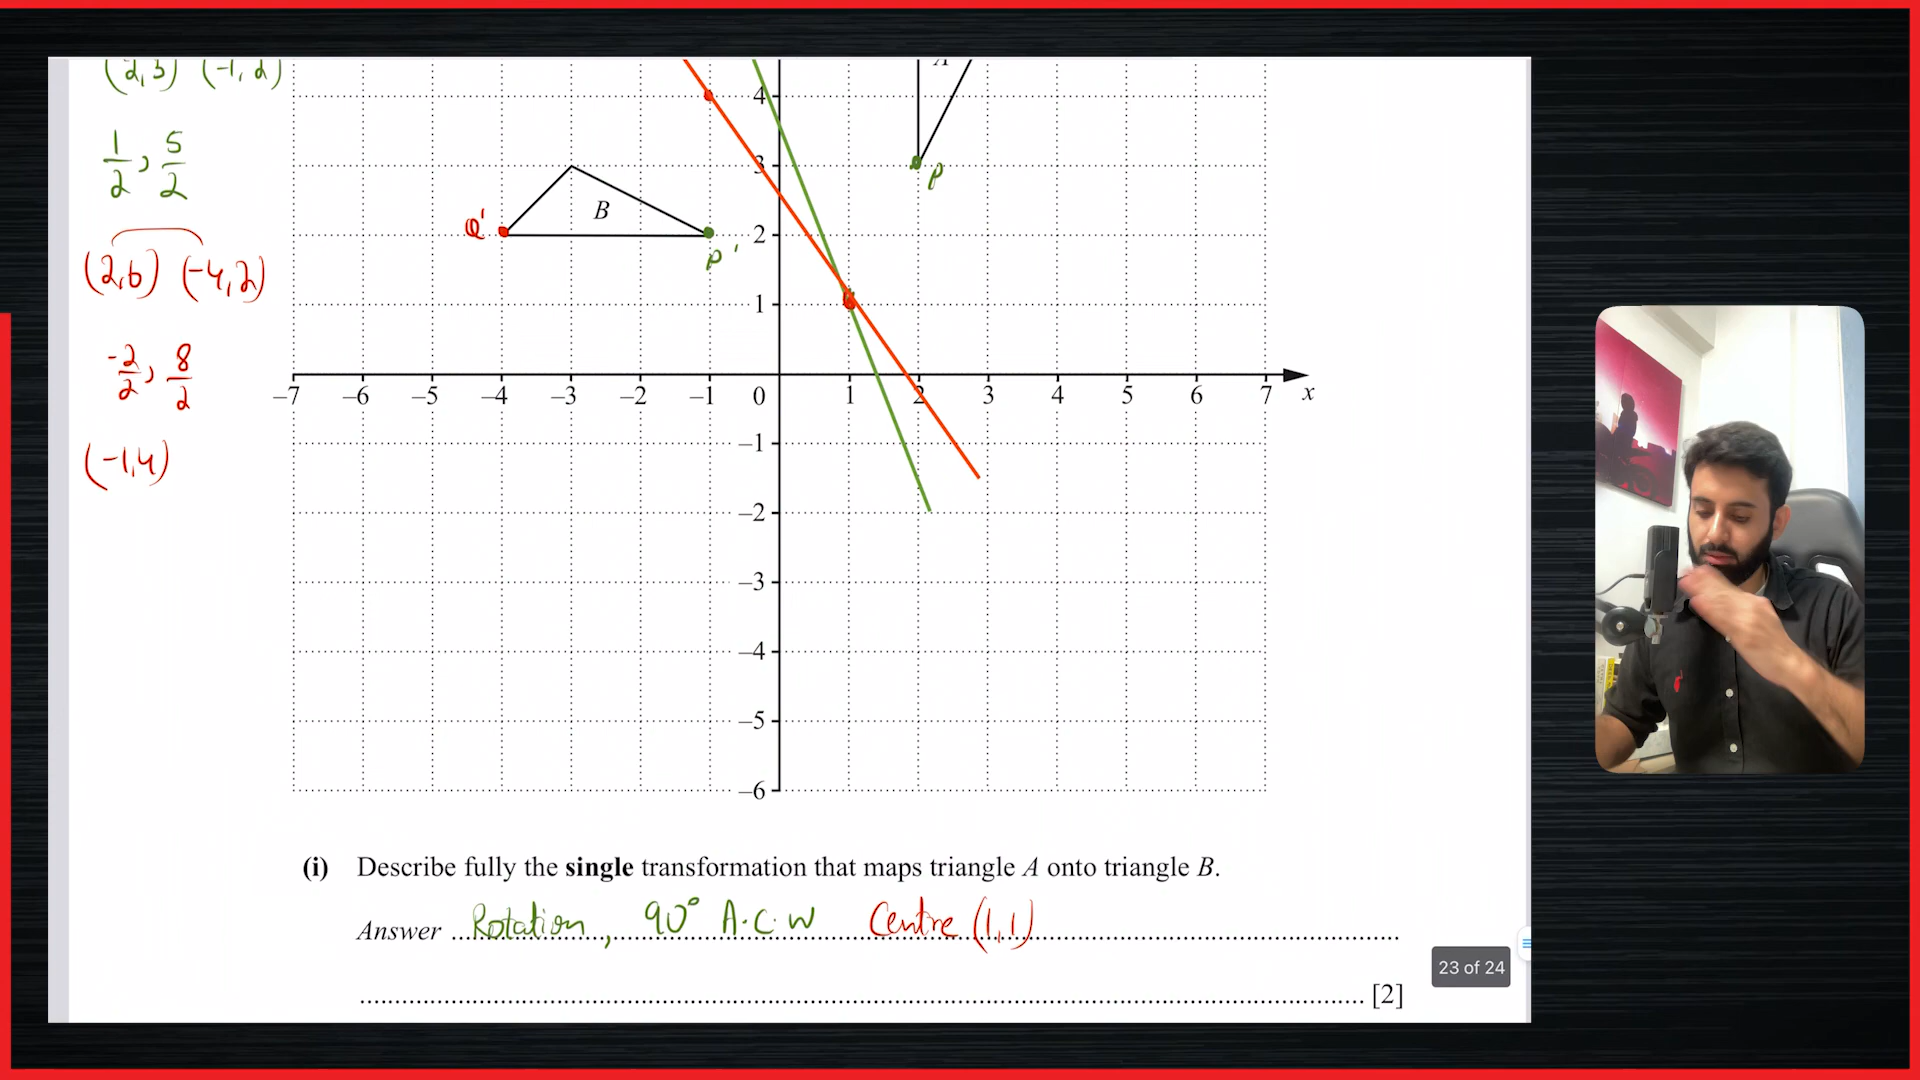 (2,3) (-1,2)
4
A
1/2, 5/2
3
P
B
Q'
2
P'
(2,6) (-4,2)
1
-2/2, 8/2
–7 –6 –5 –4 –3 –2 –1 0 1 2 3 4 5 6 7 x
–1
(-1,4)
–2
–3
–4
–5
–6
(i) Describe fully the single transformation that maps triangle A onto triangle B.
Answer Rotation, 90° A.C.W Centre (1,1)
23 of 24
[2]